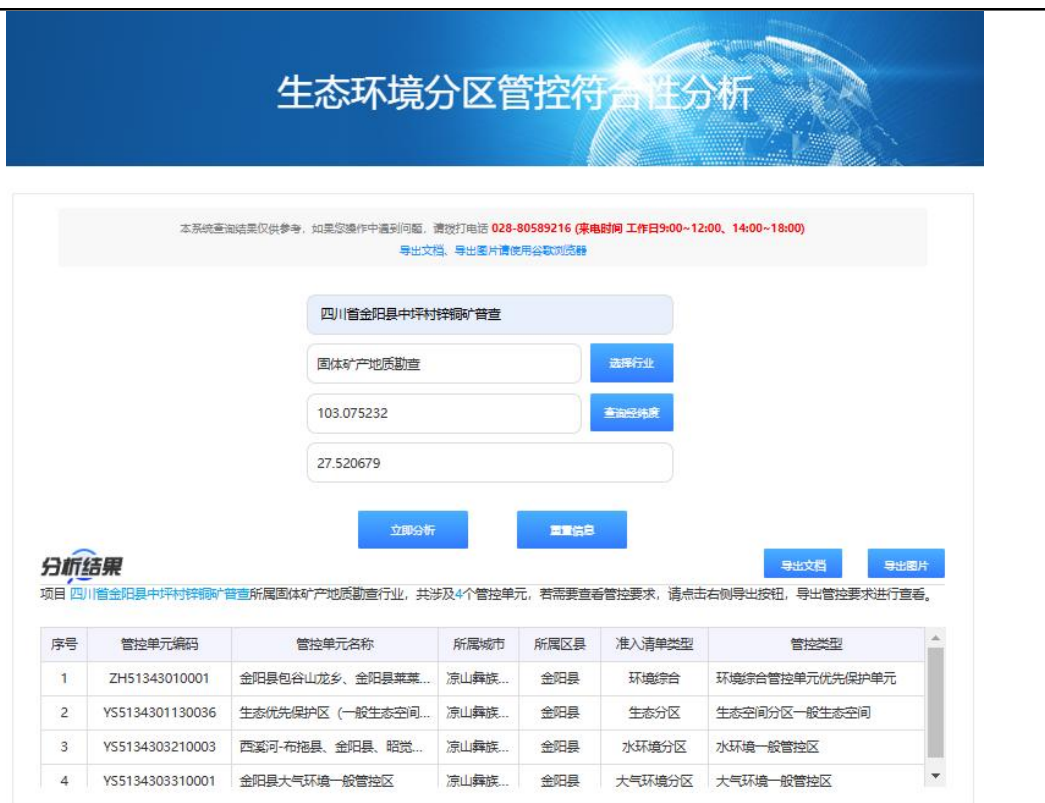 生态环境分区管控符合性分析
本系统查询结果仅供参考，如果您操作中遇到问题，请拨打电话 028-80589216 (来电时间 工作日9:00~12:00、14:00~18:00)
导出文档、导出图片请使用谷歌浏览器
四川省金阳县中坪村锌铜矿普查
固体矿产地质勘查 选择行业
103.075232 查询经纬度
27.520679
立即分析 重置信息
分析结果 导出文档 导出图片
项目 四川省金阳县中坪村锌铜矿普查所属固体矿产地质勘查行业，共涉及4个管控单元，若需要查看管控要求，请点击右侧导出按钮，导出管控要求进行查看。
序号 管控单元编码 管控单元名称 所属城市 所属区县 准入清单类型 管控类型
1 ZH51343010001 金阳县包谷山龙乡、金阳县莱莱... 凉山彝族... 金阳县 环境综合 环境综合管控单元优先保护单元
2 YS5134301130036 生态优先保护区（一般生态空间... 凉山彝族... 金阳县 生态分区 生态空间分区一般生态空间
3 YS5134303210003 西溪河-布拖县、金阳县、昭觉... 凉山彝族... 金阳县 水环境分区 水环境一般管控区
4 YS5134303310001 金阳县大气环境一般管控区 凉山彝族... 金阳县 大气环境分区 大气环境一般管控区